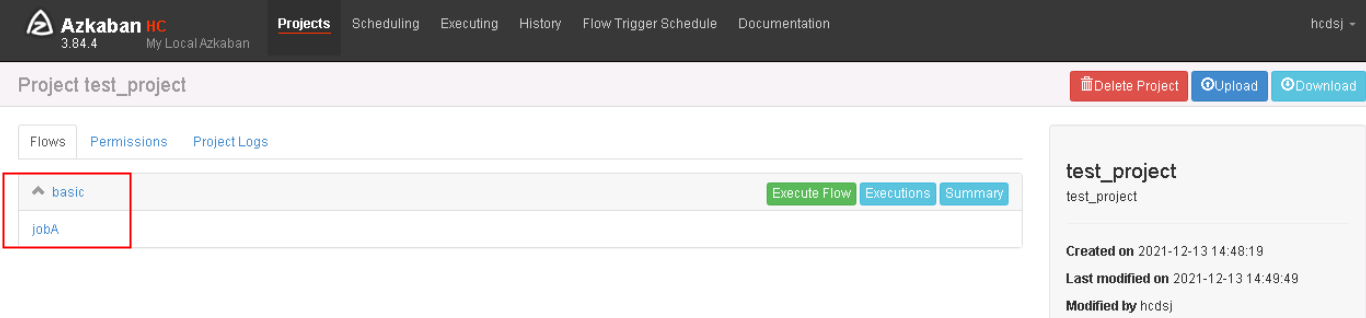 Azkaban HC
3.84.4 My Local Azkaban
Projects Scheduling Executing History Flow Trigger Schedule Documentation
hcdsj
Project test_project
Delete Project Upload Download
Flows Permissions Project Logs
basic
Execute Flow Executions Summary
jobA
test_project
test_project
Created on 2021-12-13 14:48:19
Last modified on 2021-12-13 14:49:49
Modified by hcdsj